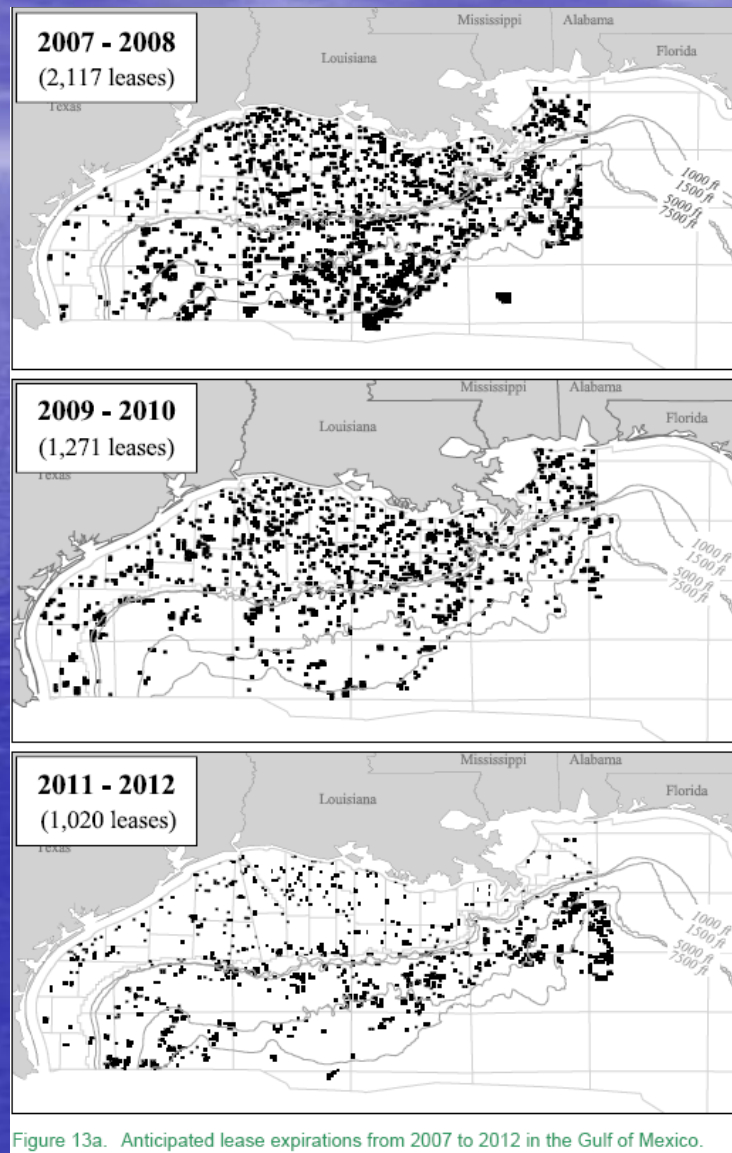 Mississippi Alabama
2007 - 2008
(2,117 leases)
Louisiana
Florida
Texas
1000 ft
1500 ft
5000 ft
7500 ft
Mississippi Alabama
2009 - 2010
(1,271 leases)
Louisiana
Florida
Texas
1000 ft
1500 ft
5000 ft
7500 ft
Mississippi Alabama
2011 - 2012
(1,020 leases)
Louisiana
Florida
Texas
1000 ft
1500 ft
5000 ft
7500 ft
Figure 13a. Anticipated lease expirations from 2007 to 2012 in the Gulf of Mexico.